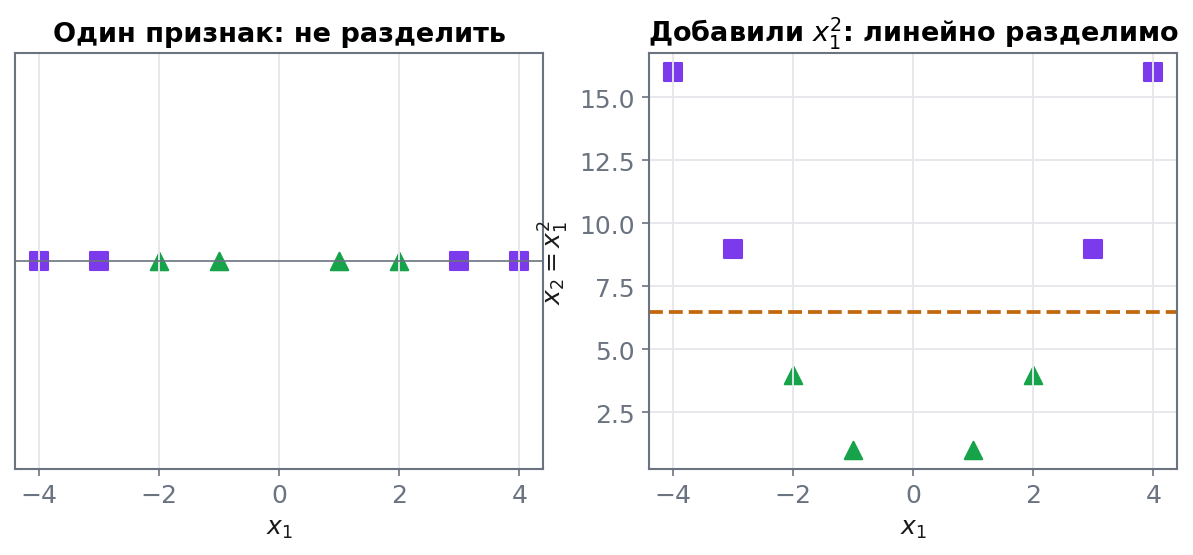 Один признак: не разделить
−4 −2 0 2 4
x₁
Добавили x₁²: линейно разделимо
x₂ = x₁²
15.0
12.5
10.0
7.5
5.0
2.5
−4 −2 0 2 4
x₁